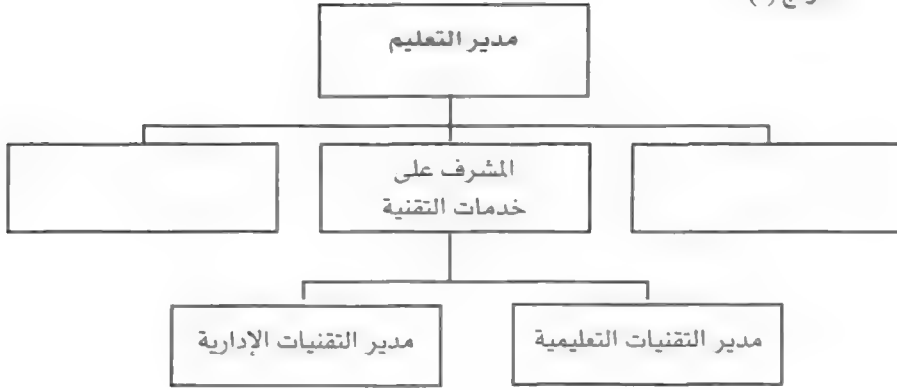 مدير التعليم
المشرف على
خدمات التقنية
مدير التقنيات التعليمية
مدير التقنيات الإدارية